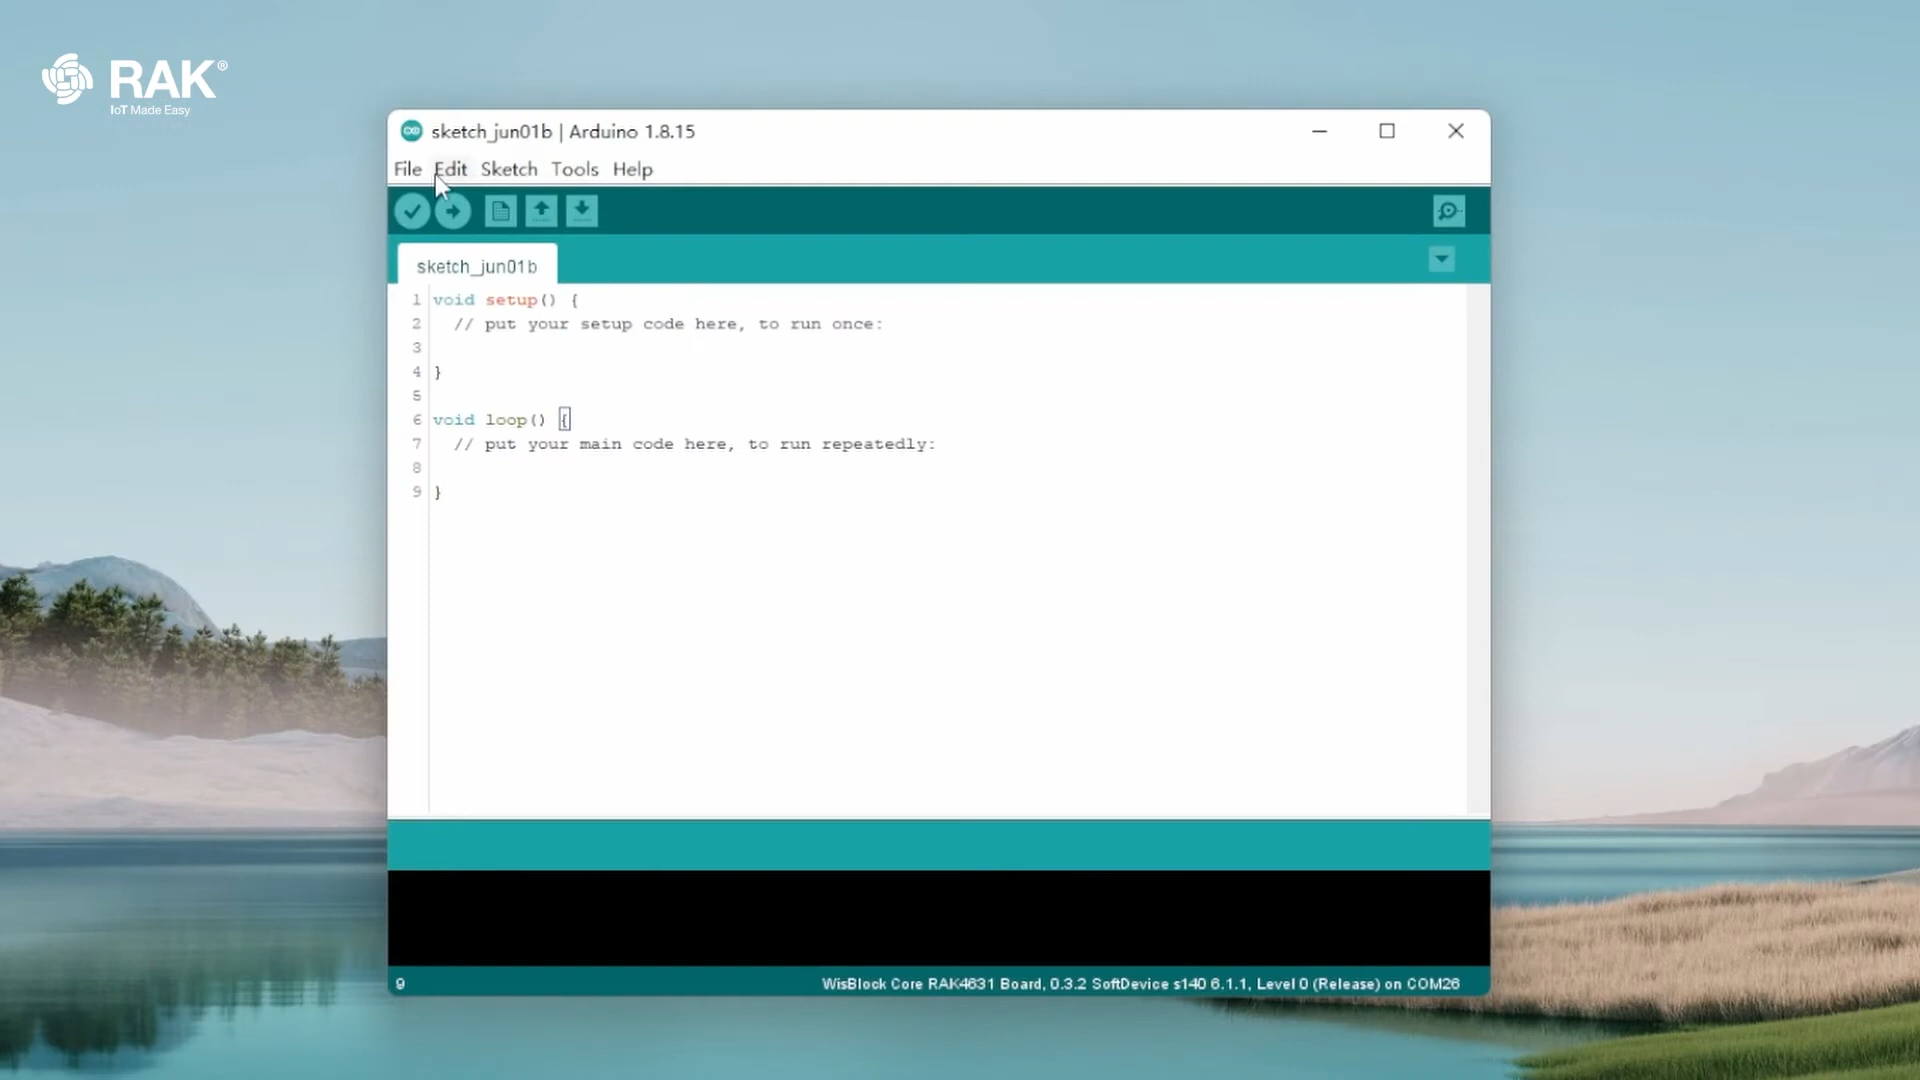 RAK®
IoT Made Easy
sketch_jun01b | Arduino 1.8.15
File Edit Sketch Tools Help
sketch_jun01b
1 void setup() {
2 // put your setup code here, to run once:
3
4 }
5
6 void loop() {
7 // put your main code here, to run repeatedly:
8
9 }
9 WisBlock Core RAK4631 Board, 0.3.2 SoftDevice s140 6.1.1, Level 0 (Release) on COM26